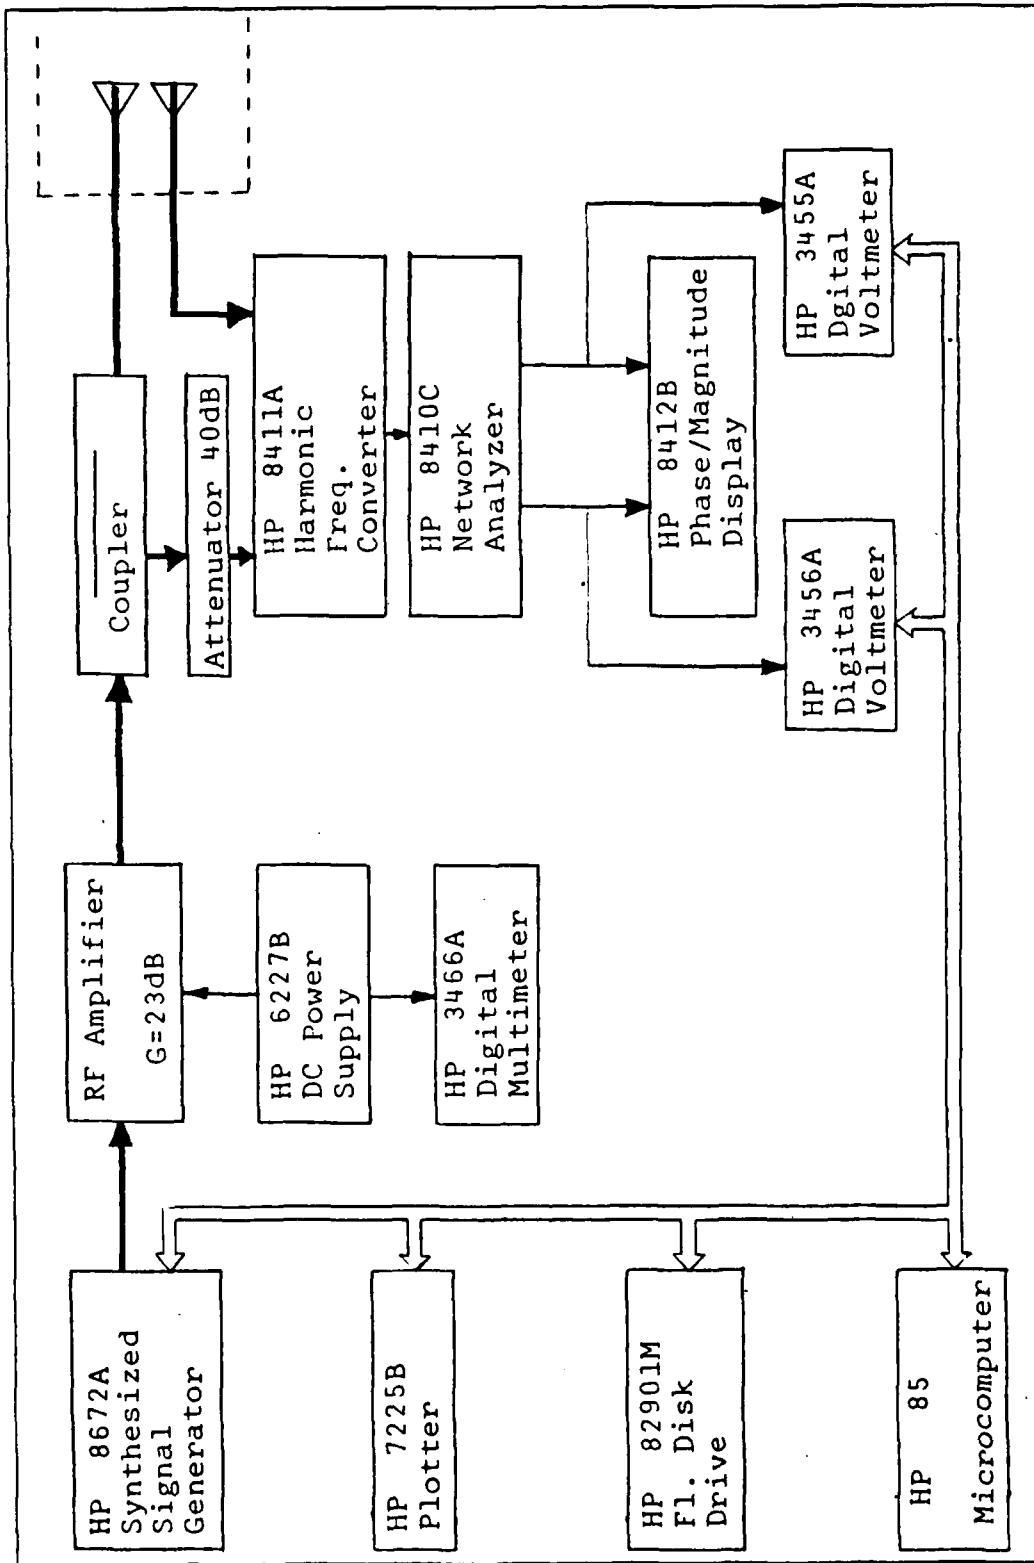 HP 8672A
Synthesized
Signal
Generator
RF Amplifier
G=23dB
Coupler
Attenuator 40dB
HP 7225B
Plotter
HP 6227B
DC Power
Supply
HP 8411A
Harmonic
Freq.
Converter
HP 3466A
Digital
Multimeter
HP 8410C
Network
Analyzer
HP 82901M
Fl. Disk
Drive
HP 8412B
Phase/Magnitude
Display
HP 3456A
Digital
Voltmeter
HP 3455A
Dgital
Voltmeter
HP 85
Microcomputer